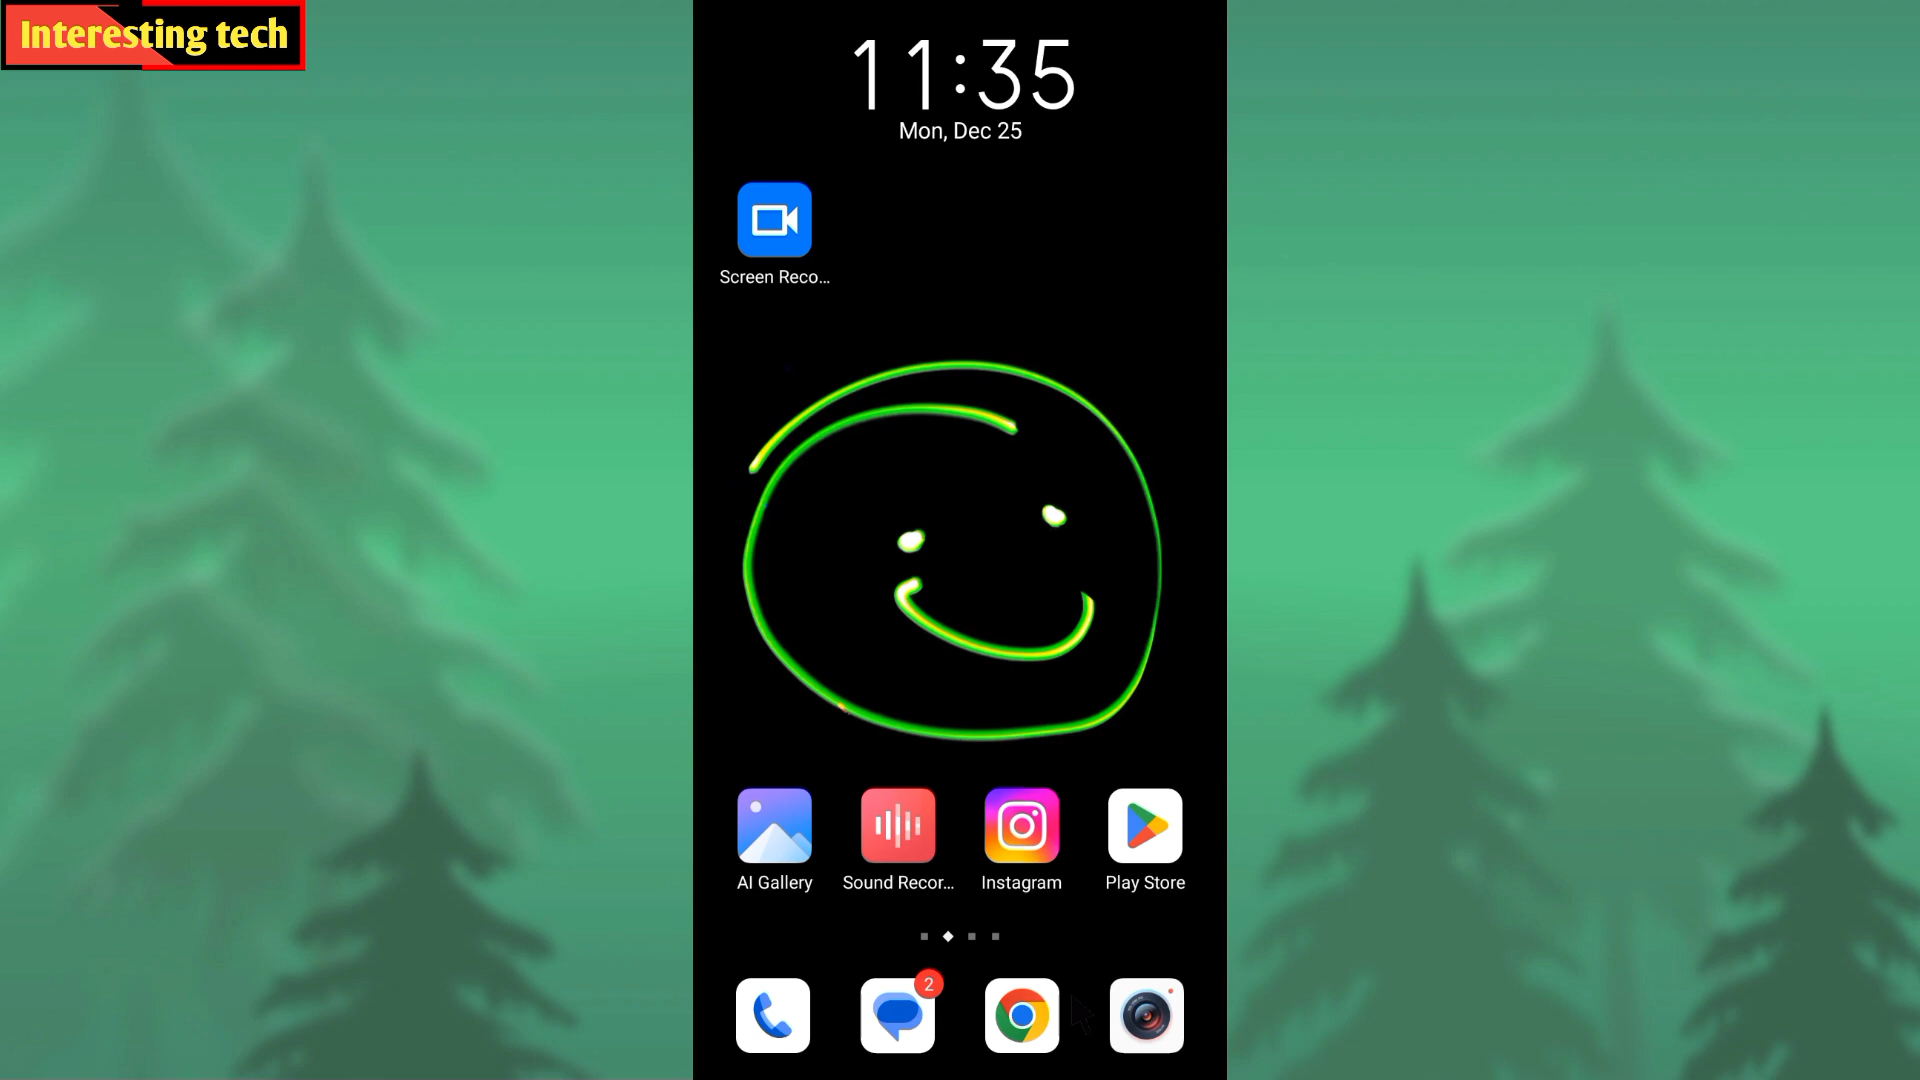 Interesting tech
11:35
Mon, Dec 25
Screen Reco...
AI Gallery
Sound Recor...
Instagram
Play Store
2